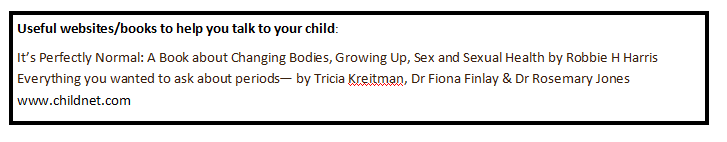 Useful websites/books to help you talk to your child:
It’s Perfectly Normal: A Book about Changing Bodies, Growing Up, Sex and Sexual Health by Robbie H Harris
Everything you wanted to ask about periods— by Tricia Kreitman, Dr Fiona Finlay & Dr Rosemary Jones
www.childnet.com